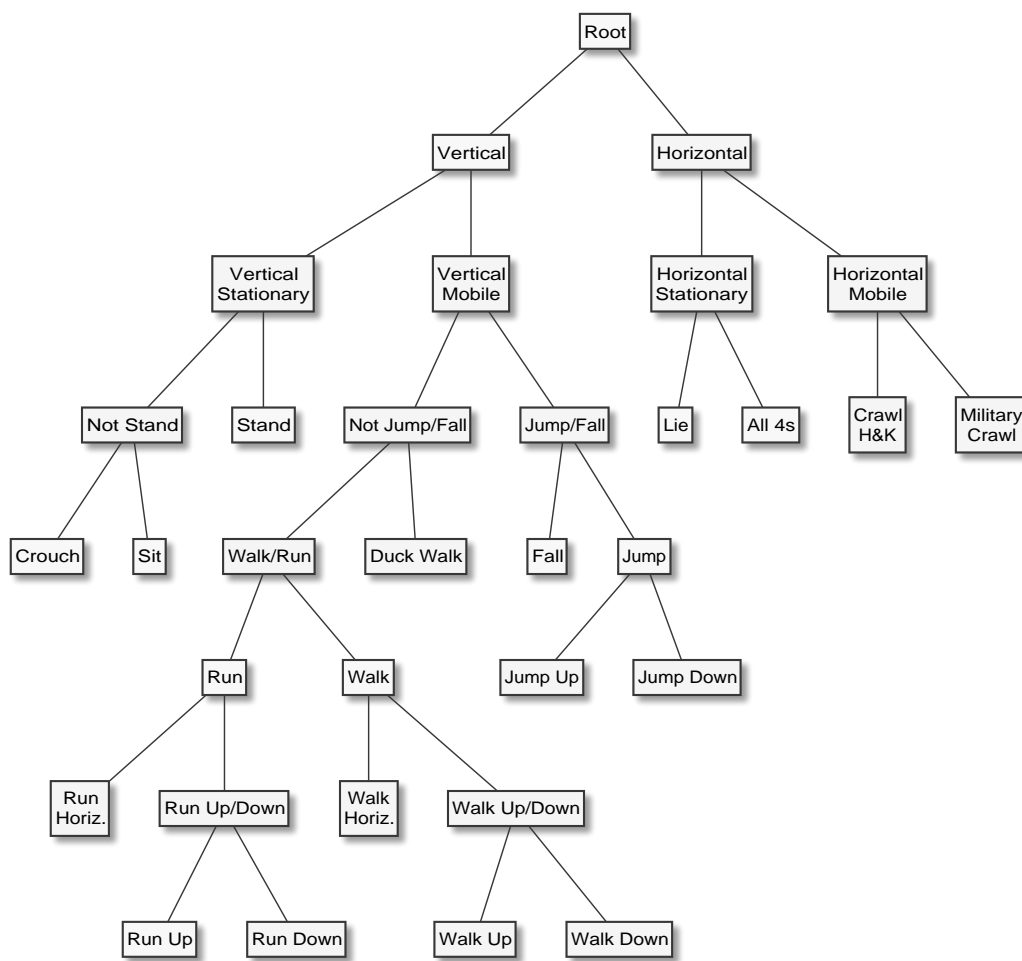 Root
Vertical
Horizontal
Vertical
Stationary
Vertical
Mobile
Horizontal
Stationary
Horizontal
Mobile
Not Stand
Stand
Not Jump/Fall
Jump/Fall
Lie
All 4s
Crawl
H&K
Military
Crawl
Crouch
Sit
Walk/Run
Duck Walk
Fall
Jump
Run
Walk
Jump Up
Jump Down
Run
Horiz.
Run Up/Down
Walk
Horiz.
Walk Up/Down
Run Up
Run Down
Walk Up
Walk Down